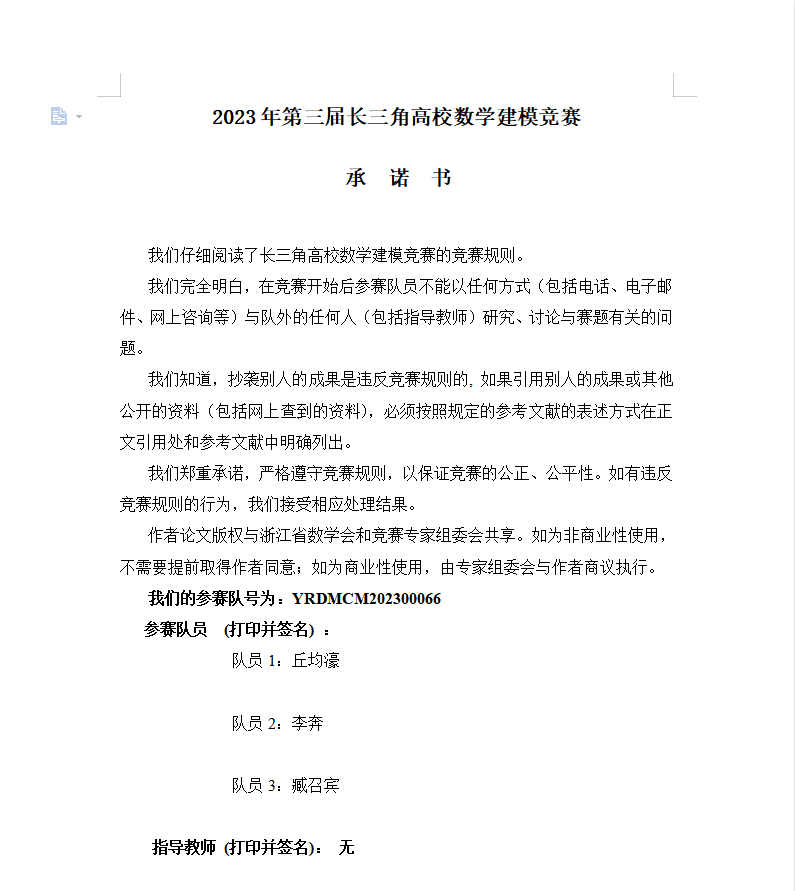 2023年第三届长三角高校数学建模竞赛
承 诺 书
我们仔细阅读了长三角高校数学建模竞赛的竞赛规则。
我们完全明白，在竞赛开始后参赛队员不能以任何方式（包括电话、电子邮
件、网上咨询等）与队外的任何人（包括指导教师）研究、讨论与赛题有关的问
题。
我们知道，抄袭别人的成果是违反竞赛规则的, 如果引用别人的成果或其他
公开的资料（包括网上查到的资料），必须按照规定的参考文献的表述方式在正
文引用处和参考文献中明确列出。
我们郑重承诺，严格遵守竞赛规则，以保证竞赛的公正、公平性。如有违反
竞赛规则的行为，我们接受相应处理结果。
作者论文版权与浙江省数学会和竞赛专家组委会共享。如为非商业性使用，
不需要提前取得作者同意；如为商业性使用，由专家组委会与作者商议执行。
我们的参赛队号为：YRDMCM202300066
参赛队员 (打印并签名) ：
队员 1：丘均濠
队员 2：李奔
队员 3：臧召宾
指导教师 (打印并签名)： 无